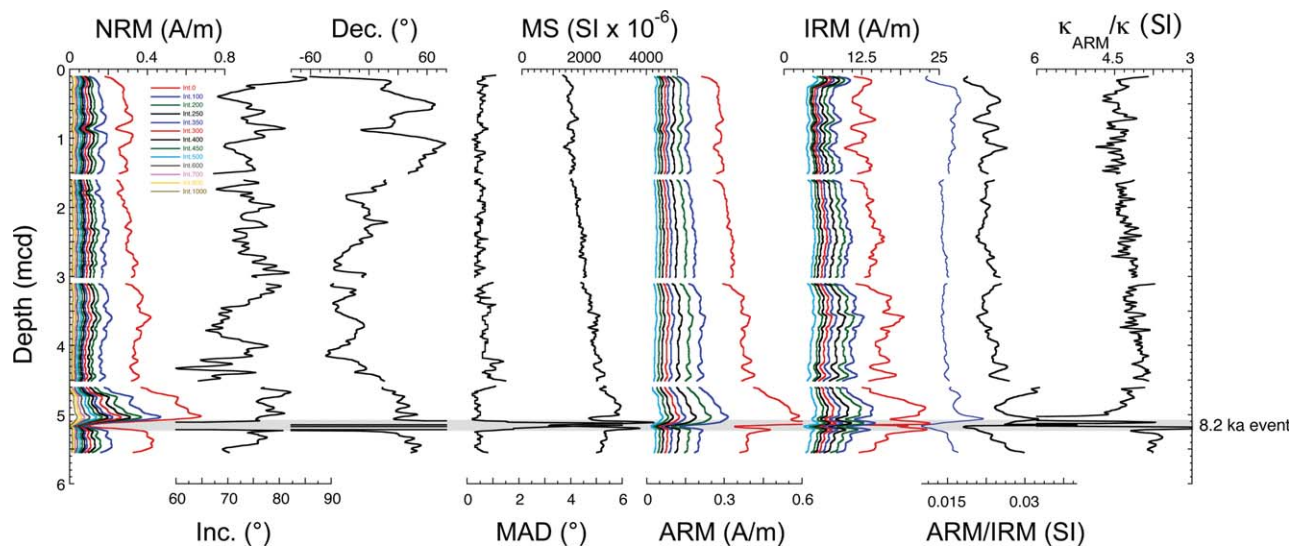 NRM (A/m) Dec. (°) MS (SI x 10-6) IRM (A/m) κARM/κ (SI)
0 0.4 0.8 -60 0 60 0 2000 4000 0 12.5 25 6 4.5 3
Int.0
Int.100
Int.200
Int.250
Int.350
Int.300
Int.400
Int.450
Int.500
Int.600
Int.700
Int.1000
Depth (mcd)
0
1
2
3
4
5
6
8.2 ka event
60 70 80 90 0 2 4 6 0 0.3 0.6 0.015 0.03
Inc. (°) MAD (°) ARM (A/m) ARM/IRM (SI)